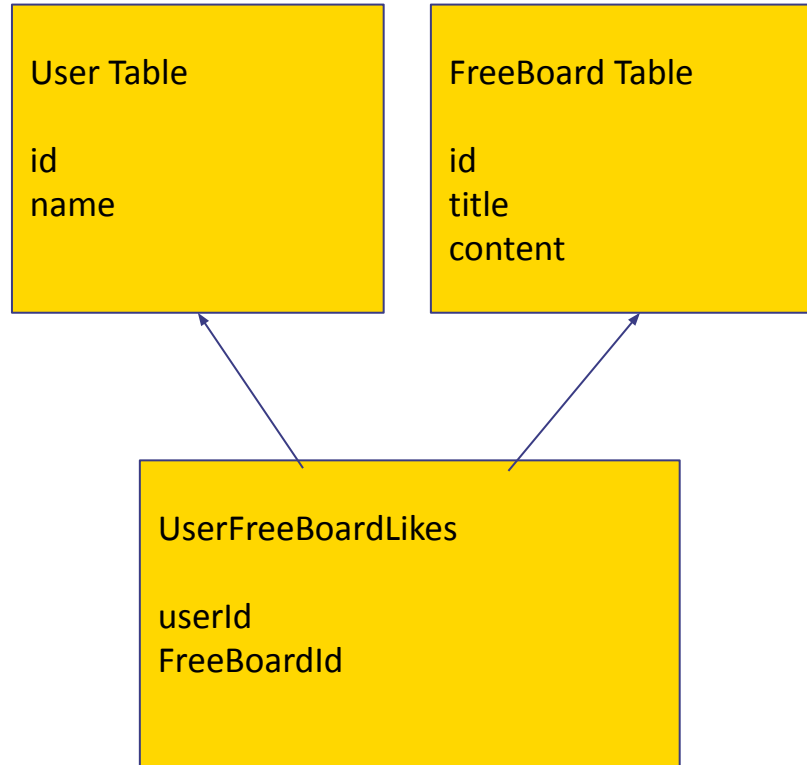 User Table
id
name
FreeBoard Table
id
title
content
UserFreeBoardLikes
userId
FreeBoardId